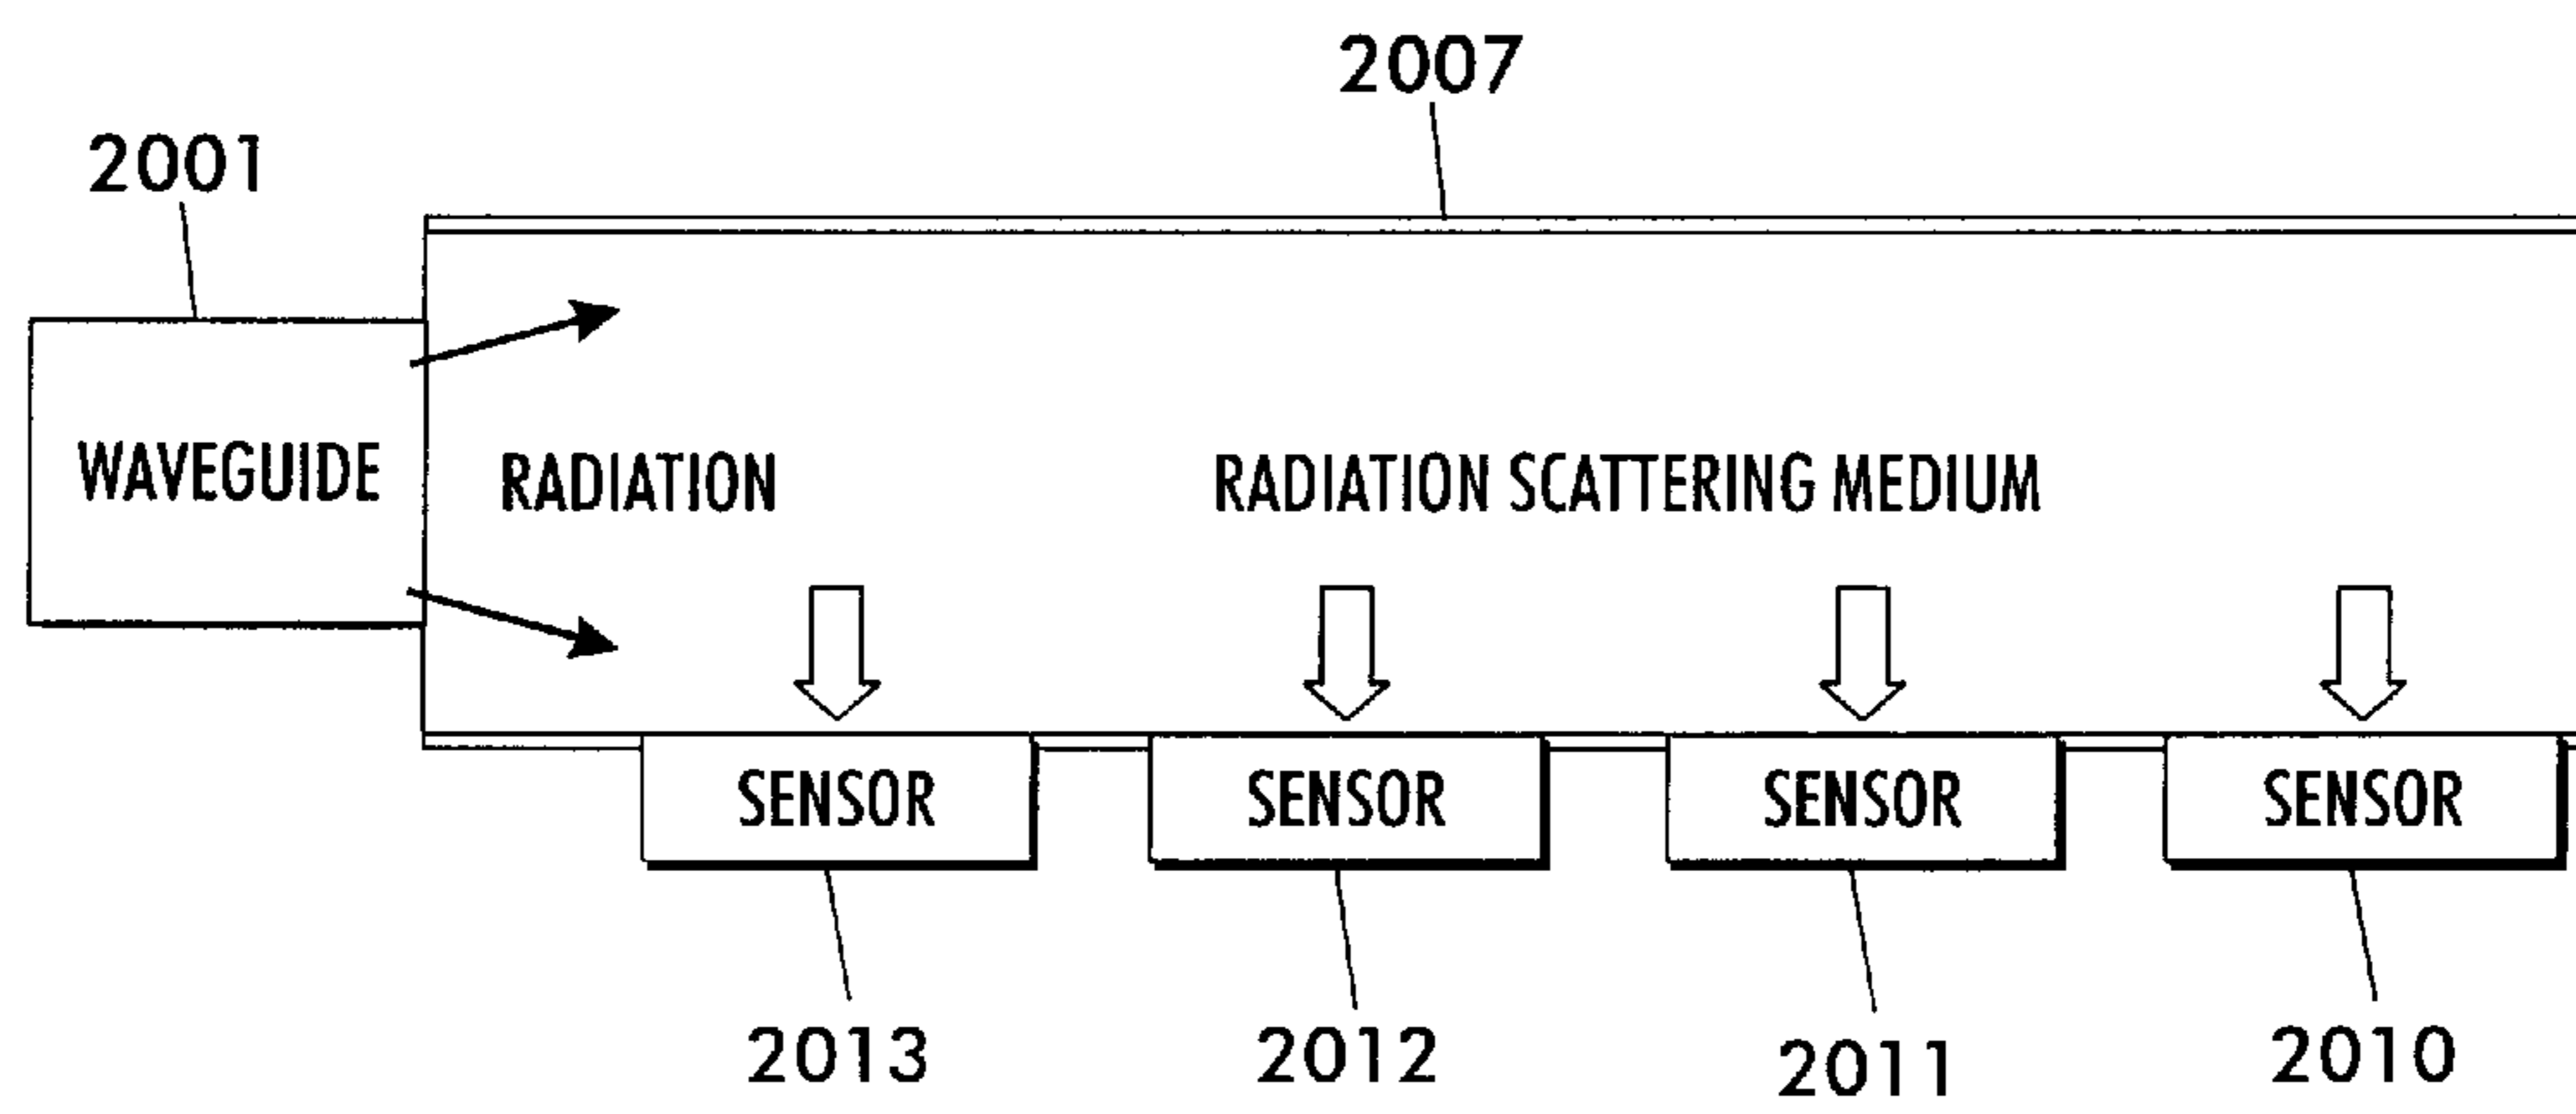 2007
2001
WAVEGUIDE
RADIATION
RADIATION SCATTERING MEDIUM
SENSOR
SENSOR
SENSOR
SENSOR
2013
2012
2011
2010